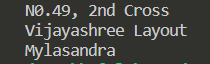 N0.49, 2nd Cross
Vijayashree Layout
Mylasandra